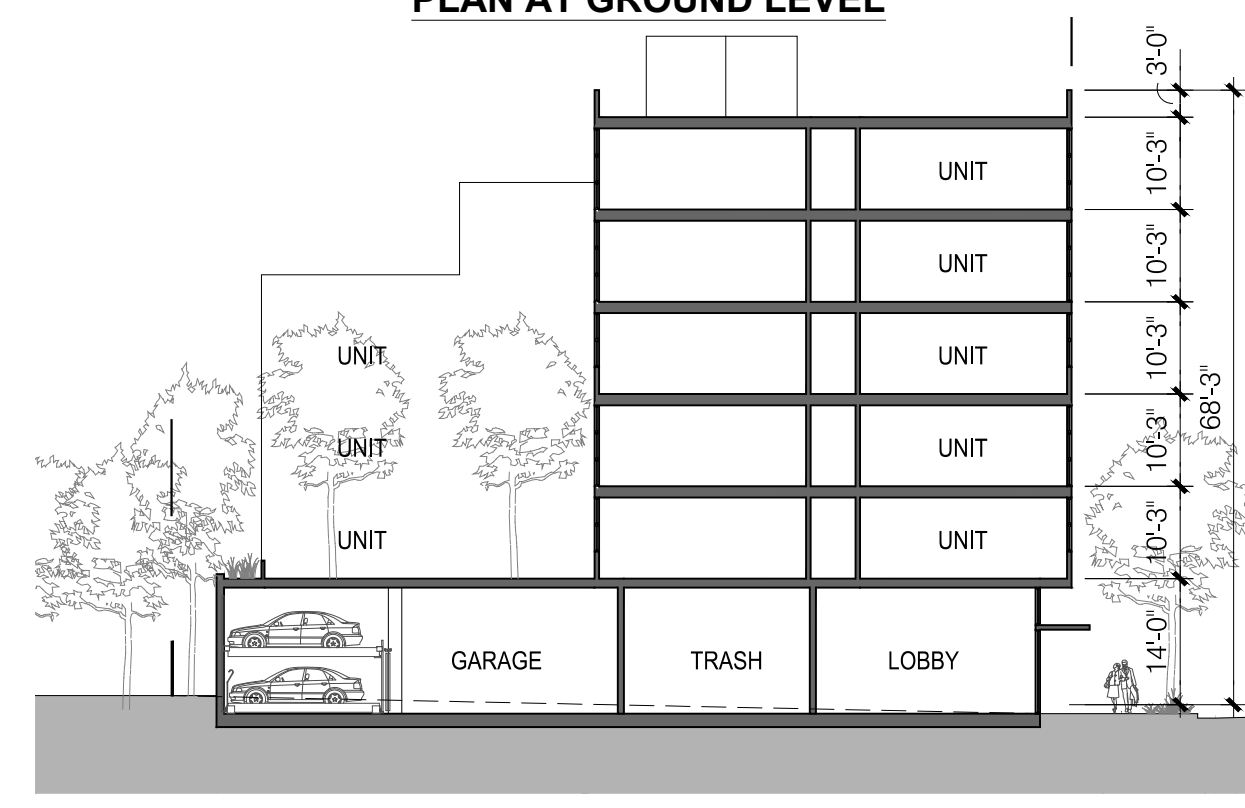 PLAN AT GROUND LEVEL
3'-0"
UNIT
10'-3"
UNIT
10'-3"
UNIT
UNIT
10'-3"
68'-3"
UNIT
UNIT
10'-3"
UNIT
UNIT
10'-3"
GARAGE
TRASH
LOBBY
14'-0"